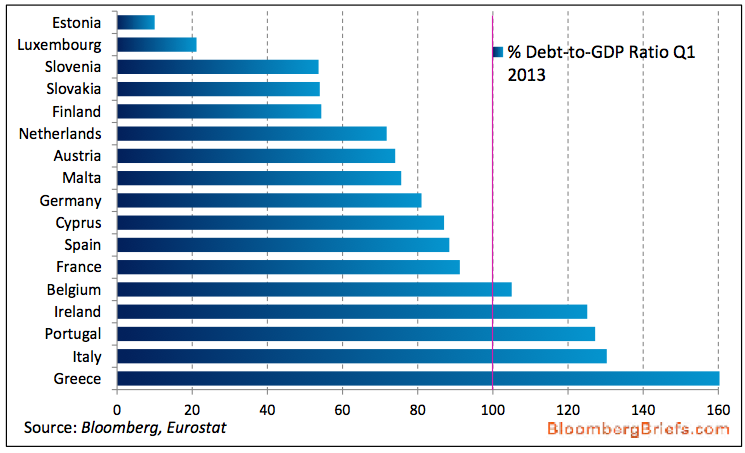 Estonia
Luxembourg
Slovenia
Slovakia
Finland
Netherlands
Austria
Malta
Germany
Cyprus
Spain
France
Belgium
Ireland
Portugal
Italy
Greece
% Debt-to-GDP Ratio Q1
2013
0 20 40 60 80 100 120 140 160
Source: Bloomberg, Eurostat
BloombergBriefs.com